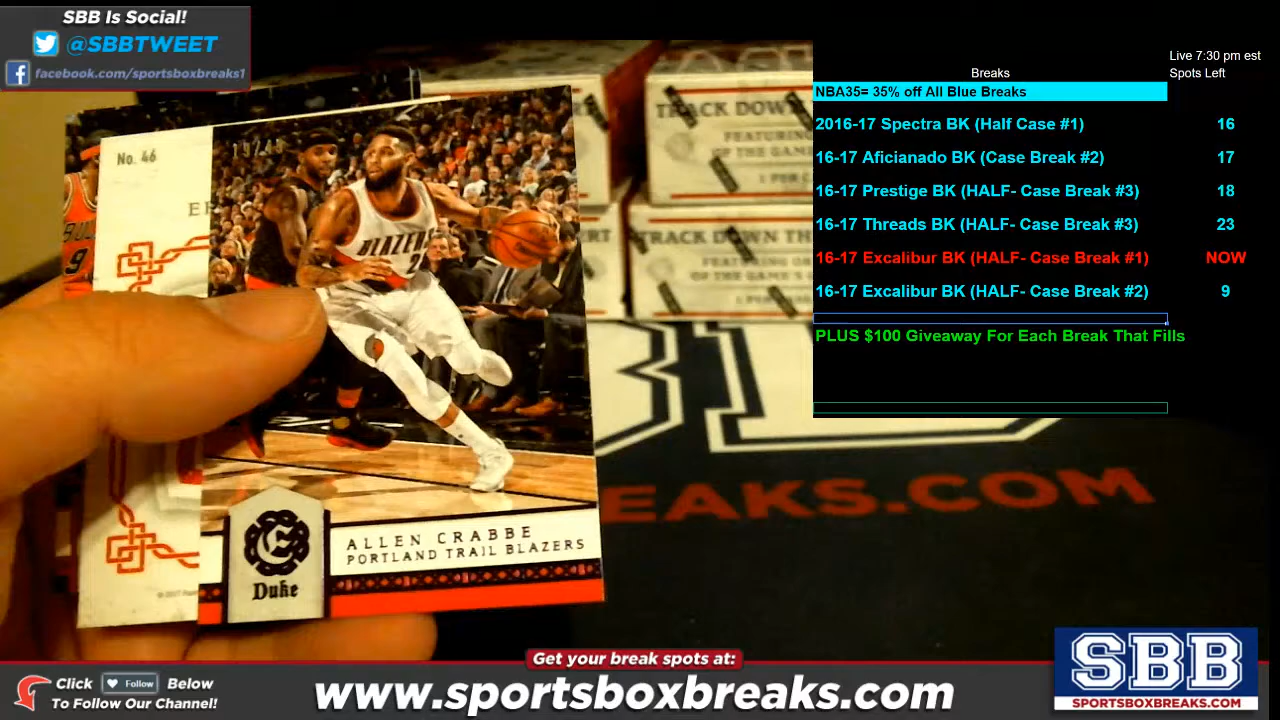 SBB Is Social!
@SBBTWEET
facebook.com/sportsboxbreaks1
Live 7:30 pm est
Breaks
Spots Left
NBA35= 35% off All Blue Breaks
2016-17 Spectra BK (Half Case #1) 16
16-17 Aficianado BK (Case Break #2) 17
16-17 Prestige BK (HALF- Case Break #3) 18
16-17 Threads BK (HALF- Case Break #3) 23
16-17 Excalibur BK (HALF- Case Break #1) NOW
16-17 Excalibur BK (HALF- Case Break #2) 9
PLUS $100 Giveaway For Each Break That Fills
No. 46
BLAZERS
ALLEN CRABBE
PORTLAND TRAIL BLAZERS
Duke
TRACK DOWN
FEATURING
OF THE GAME'
1 PER
TRACK DOWN TH
OF THE GAME'S
EAKS.COM
Get your break spots at:
Click Follow Below
To Follow Our Channel!
www.sportsboxbreaks.com
SBB
SPORTSBOXBREAKS.COM